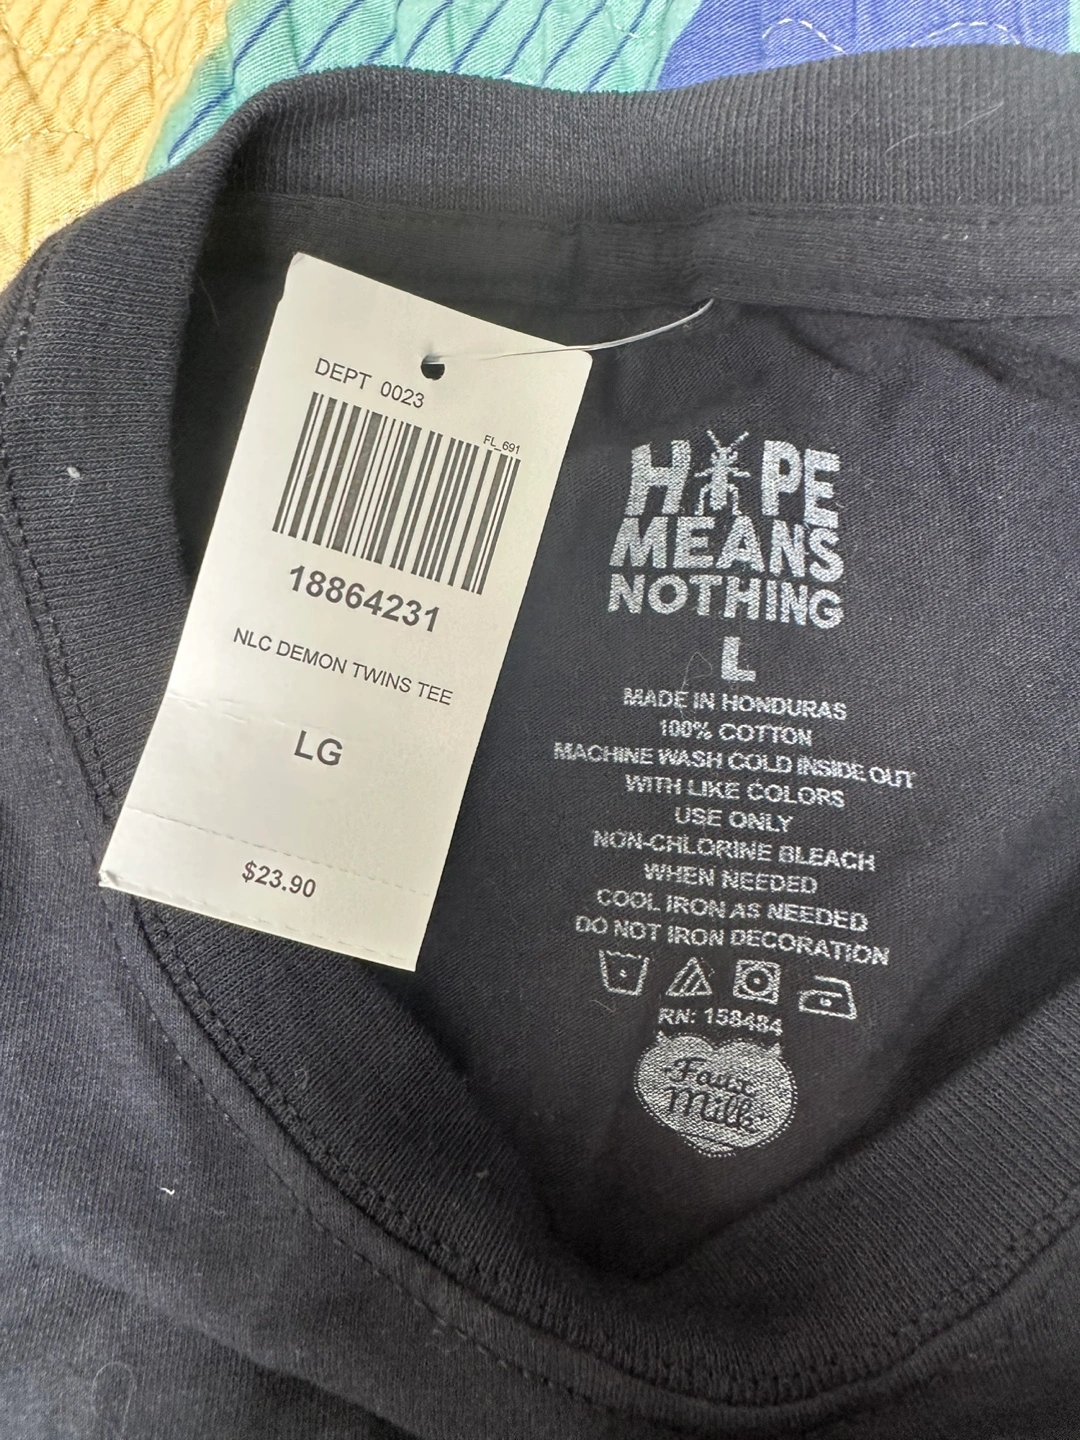 DEPT 0023
FL_691
18864231
NLC DEMON TWINS TEE
LG
$23.90
HOPE
MEANS
NOTHING
L
MADE IN HONDURAS
100% COTTON
MACHINE WASH COLD INSIDE OUT
WITH LIKE COLORS
USE ONLY
NON-CHLORINE BLEACH
WHEN NEEDED
COOL IRON AS NEEDED
DO NOT IRON DECORATION
RN: 158484
Faux
Milk